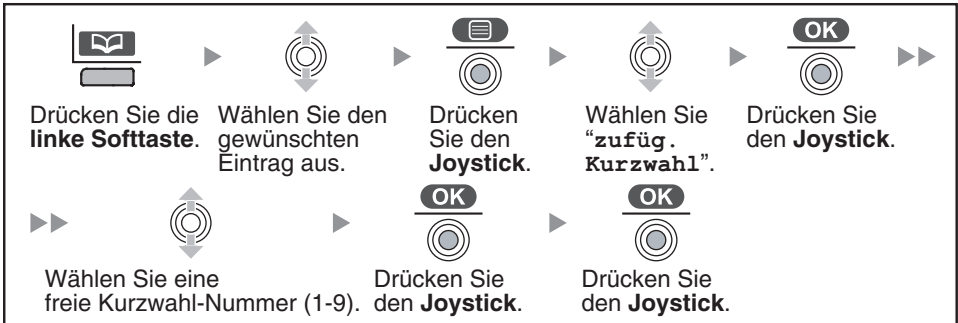 OK
Drücken Sie die
linke Softtaste.
Wählen Sie den
gewünschten
Eintrag aus.
Drücken
Sie den
Joystick.
Wählen Sie
“zufüg.
Kurzwahl”.
Drücken Sie
den Joystick.
OK
OK
Wählen Sie eine
freie Kurzwahl-Nummer (1-9).
Drücken Sie
den Joystick.
Drücken Sie
den Joystick.